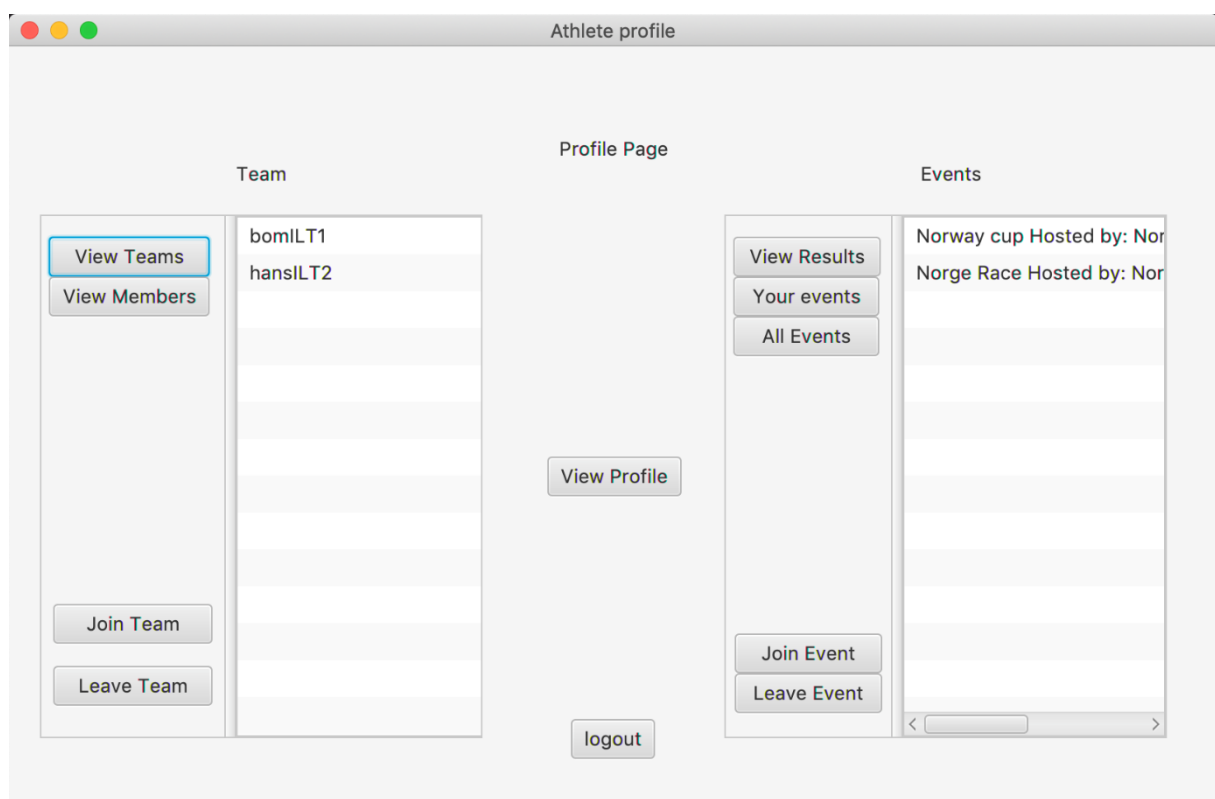 Athlete profile
Profile Page
Team
View Teams
View Members
Join Team
Leave Team
bomILT1
hansILT2
View Profile
logout
Events
View Results
Your events
All Events
Join Event
Leave Event
Norway cup Hosted by: Nor
Norge Race Hosted by: Nor